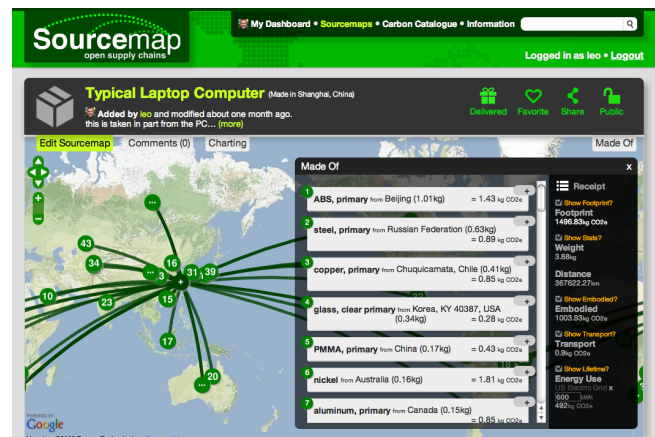 My Dashboard • Sourcemaps • Carbon Catalogue • Information
Sourcemap
open supply chains
Logged in as leo • Logout
Typical Laptop Computer (Made in Shanghai, China)
Added by leo and modified about one month ago.
this is taken in part from the PC... (more)
Delivered Favorite Share Public
Edit Sourcemap Comments (0) Charting Made Of
Made Of x
1 ABS, primary from Beijing (1.01kg) +
= 1.43 kg CO2e
2 steel, primary from Russian Federation (0.63kg) +
= 0.89 kg CO2e
3 copper, primary from Chuquicamata, Chile (0.41kg) +
= 0.85 kg CO2e
4 glass, clear primary from Korea, KY 40387, USA +
(0.34kg) = 0.28 kg CO2e
5 PMMA, primary from China (0.17kg) +
= 0.43 kg CO2e
6 nickel from Australia (0.16kg) +
= 1.81 kg CO2e
7 aluminum, primary from Canada (0.15kg) +
= 0.85 kg CO2e
Receipt
Show Footprint?
Footprint
1496.83kg CO2e
Show Stats?
Weight
3.88kg
Distance
367622.27km
Show Embodied?
Embodied
1003.93kg CO2e
Show Transport?
Transport
0.9kg CO2e
Show Lifetime?
Energy Use
US Electric Grid x
600 kWh
492kg CO2e
...
43
34
16
...
3
31
39
+
10
23
15
17
20
...
POWERED BY
Google